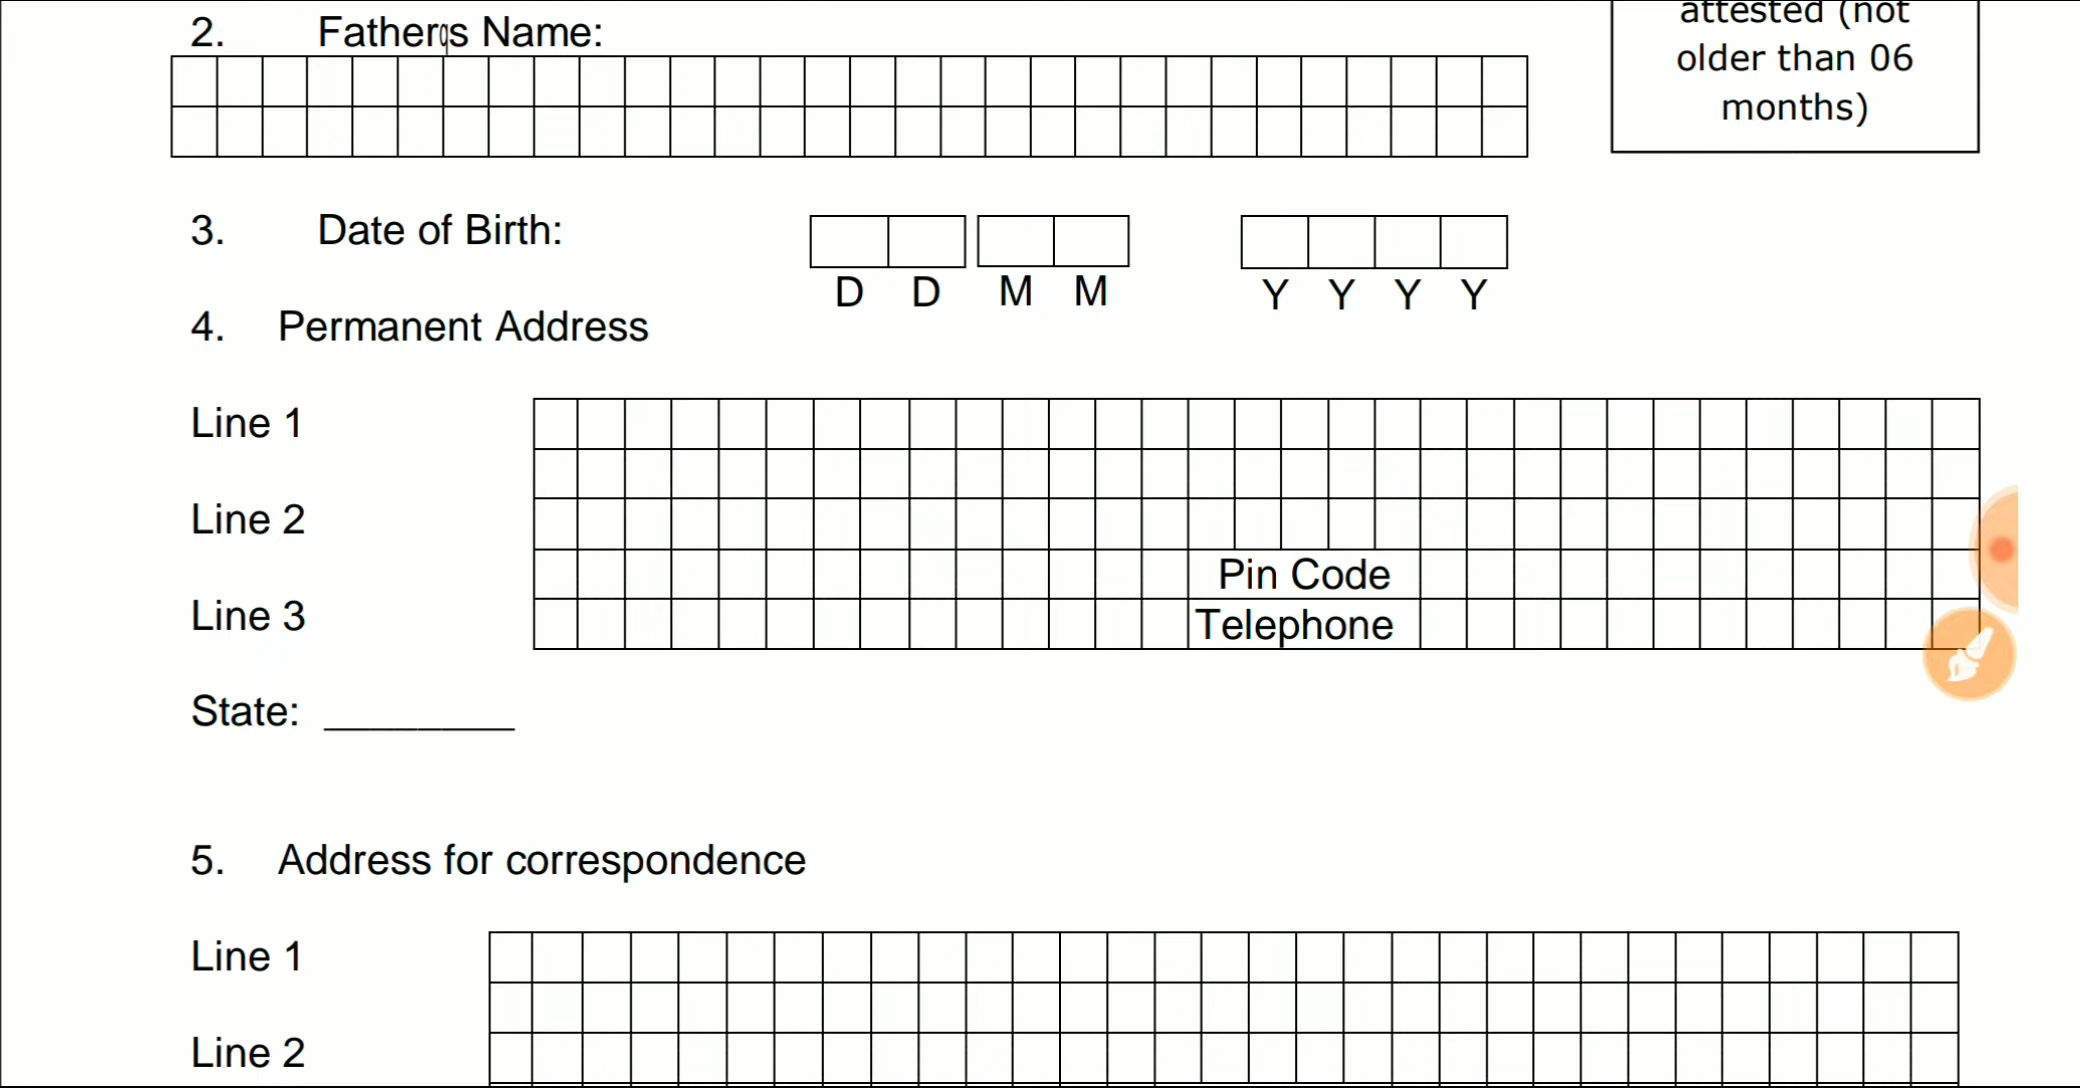 2. Father's Name:
attested (not
older than 06
months)
3. Date of Birth:
D D M M Y Y Y Y
4. Permanent Address
Line 1
Line 2
Pin Code
Line 3
Telephone
State: ________
5. Address for correspondence
Line 1
Line 2